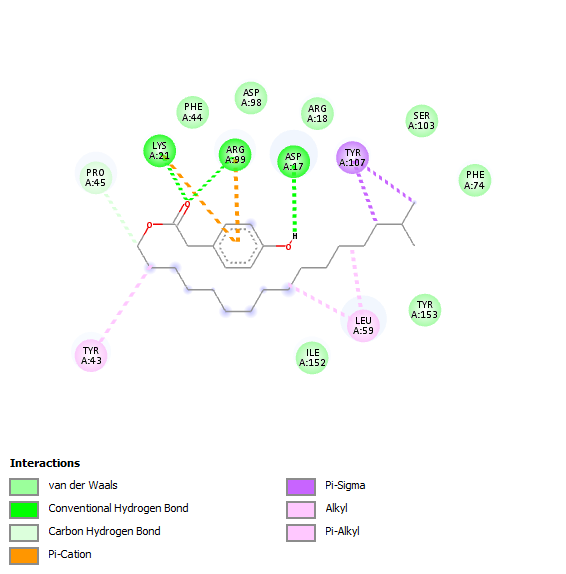 ASP
A:98
PHE
A:44
ARG
A:18
SER
A:103
LYS
A:21
ARG
A:99
ASP
A:17
TYR
A:107
PRO
A:45
PHE
A:74
O
O
H
O
TYR
A:153
LEU
A:59
TYR
A:43
ILE
A:152
Interactions
van der Waals
Conventional Hydrogen Bond
Carbon Hydrogen Bond
Pi-Cation
Pi-Sigma
Alkyl
Pi-Alkyl